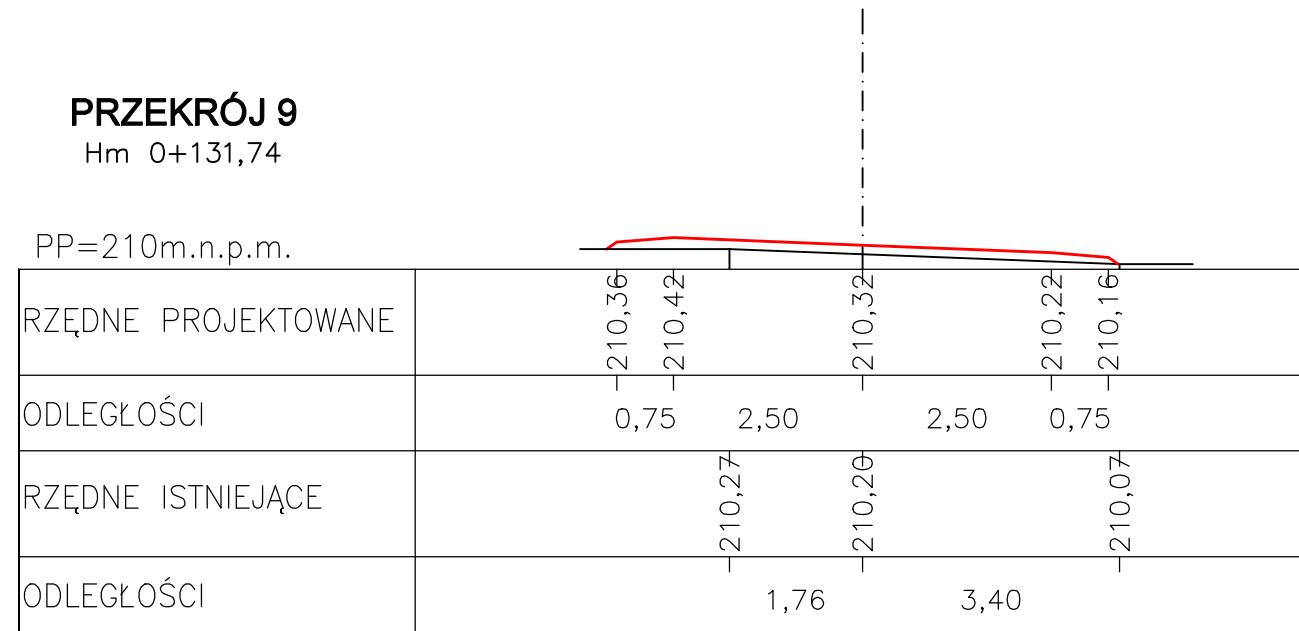 PRZEKRÓJ 9
Hm 0+131,74
PP=210m.n.p.m.
RZĘDNE PROJEKTOWANE 210,36 210,42 210,32 210,22 210,16
ODLEGŁOŚCI 0,75 2,50 2,50 0,75
RZĘDNE ISTNIEJĄCE 210,27 210,20 210,07
ODLEGŁOŚCI 1,76 3,40